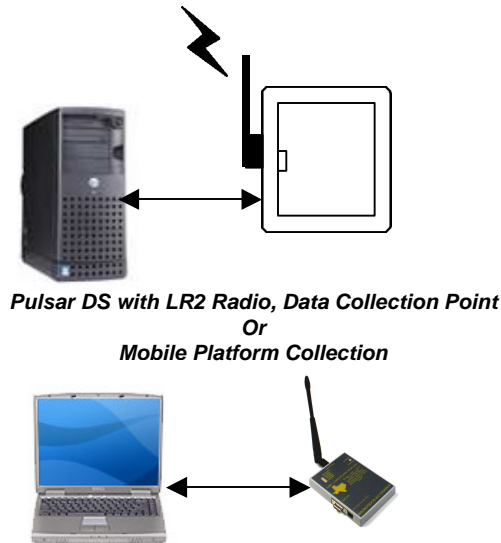 Pulsar DS with LR2 Radio, Data Collection Point
Or
Mobile Platform Collection